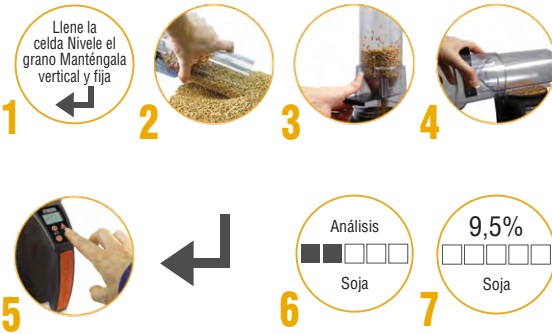 Llene la
celda Nivele el
grano Manténgala
vertical y fija
1
2
3
4
5
Análisis
Soja
6
9,5%
Soja
7